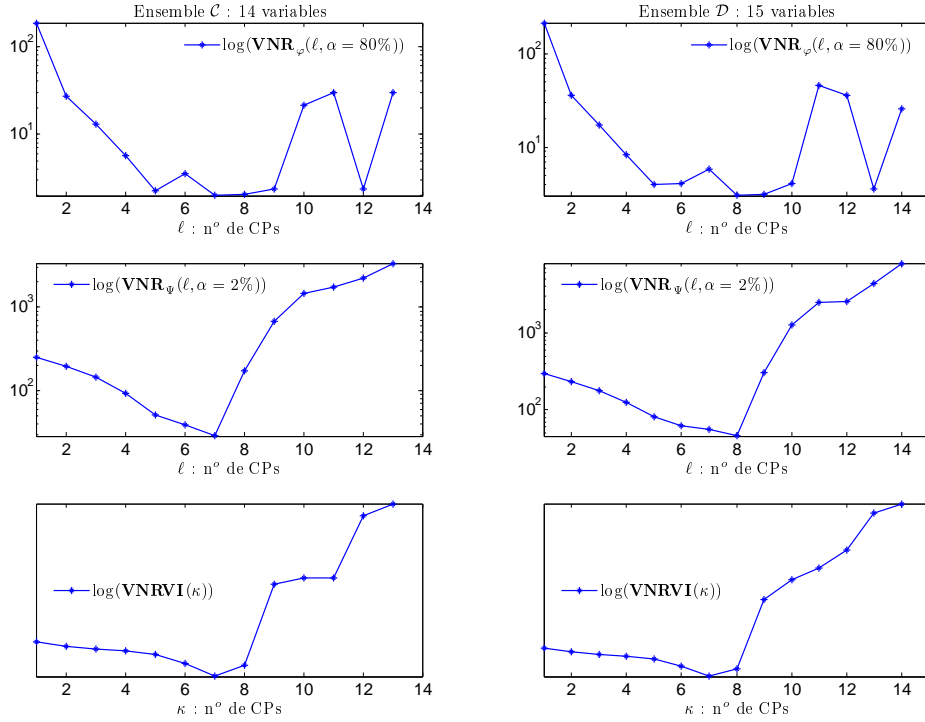 Ensemble 𝒞 : 14 variables
10²
10¹
log(VNR_φ(ℓ, α = 80%))
2 4 6 8 10 12 14
ℓ : nº de CPs
Ensemble 𝒟 : 15 variables
10²
10¹
log(VNR_φ(ℓ, α = 80%))
2 4 6 8 10 12 14
ℓ : nº de CPs
10³
10²
log(VNR_Ψ(ℓ, α = 2%))
2 4 6 8 10 12 14
ℓ : nº de CPs
10³
10²
log(VNR_Ψ(ℓ, α = 2%))
2 4 6 8 10 12 14
ℓ : nº de CPs
log(VNRVI(κ))
2 4 6 8 10 12 14
κ : nº de CPs
log(VNRVI(κ))
2 4 6 8 10 12 14
κ : nº de CPs